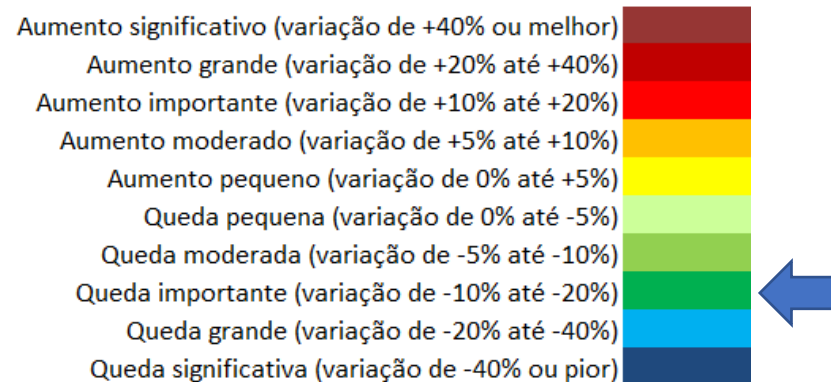 Aumento significativo (variação de +40% ou melhor)
Aumento grande (variação de +20% até +40%)
Aumento importante (variação de +10% até +20%)
Aumento moderado (variação de +5% até +10%)
Aumento pequeno (variação de 0% até +5%)
Queda pequena (variação de 0% até -5%)
Queda moderada (variação de -5% até -10%)
Queda importante (variação de -10% até -20%)
Queda grande (variação de -20% até -40%)
Queda significativa (variação de -40% ou pior)